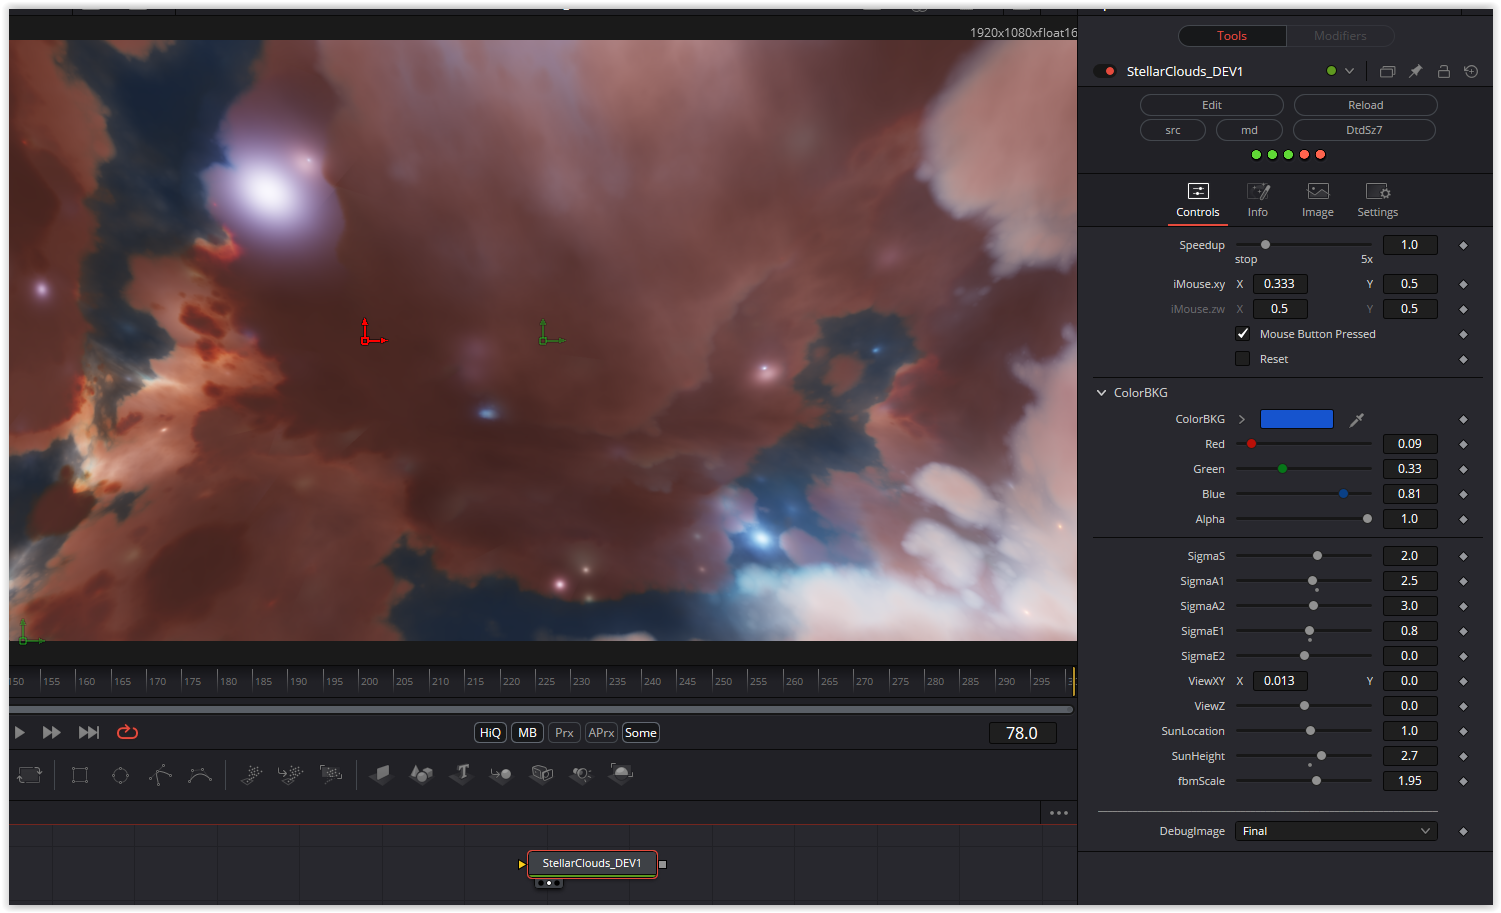 1920x1080xfloat16
Tools Modifiers
StellarClouds_DEV1
Edit Reload
src md DtdSz7
Controls Info Image Settings
Speedup 1.0
stop 5x
iMouse.xy X 0.333 Y 0.5
iMouse.zw X 0.5 Y 0.5
Mouse Button Pressed
Reset
ColorBKG
ColorBKG
Red 0.09
Green 0.33
Blue 0.81
Alpha 1.0
SigmaS 2.0
SigmaA1 2.5
SigmaA2 3.0
SigmaE1 0.8
SigmaE2 0.0
ViewXY X 0.013 Y 0.0
ViewZ 0.0
SunLocation 1.0
SunHeight 2.7
fbmScale 1.95
DebugImage Final
150 155 160 165 170 175 180 185 190 195 200 205 210 215 220 225 230 235 240 245 250 255 260 265 270 275 280 285 290 295
HiQ MB Prx APrx Some 78.0
StellarClouds_DEV1